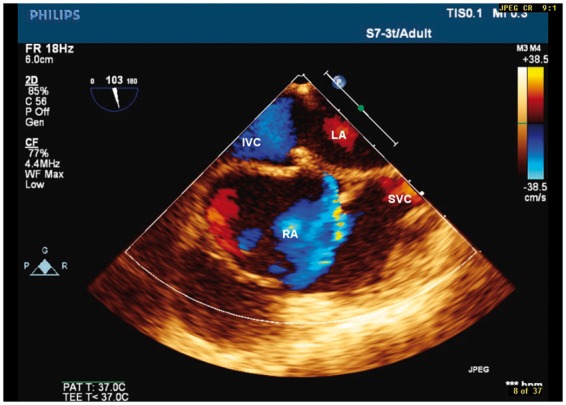 PHILIPS
TIS0.1 MI 0.3
JPEG CR 9:1
S7-3t/Adult
FR 18Hz
6.0cm
2D
85%
C 56
P Off
Gen
CF
77%
4.4MHz
WF Max
Low
0 103 180
P
M3 M4
+38.5
-38.5
cm/s
IVC
LA
SVC
RA
G
P R
JPEG
PAT T: 37.0C
TEE T< 37.0C
*** bpm
8 of 37